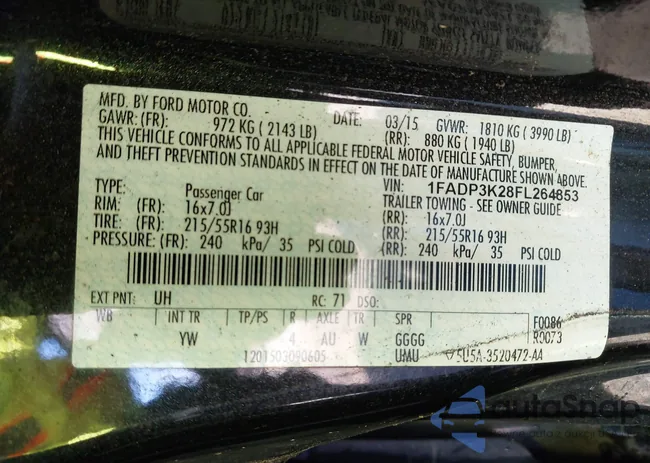 MFD. BY FORD MOTOR CO.
DATE: 03/15 GVWR: 1810 KG ( 3990 LB)
GAWR: (FR): 972 KG ( 2143 LB) (RR): 880 KG ( 1940 LB)
THIS VEHICLE CONFORMS TO ALL APPLICABLE FEDERAL MOTOR VEHICLE SAFETY, BUMPER,
AND THEFT PREVENTION STANDARDS IN EFFECT ON THE DATE OF MANUFACTURE SHOWN ABOVE.
VIN: 1FADP3K28FL264853
TYPE: Passenger Car TRAILER TOWING - SEE OWNER GUIDE
RIM: (FR): 16x7.0J (RR): 16x7.0J
TIRE: (FR): 215/55R16 93H (RR): 215/55R16 93H
PRESSURE: (FR): 240 kPa/ 35 PSI COLD (RR): 240 kPa/ 35 PSI COLD
EXT PNT: UH RC: 71 DSO: F0086
WB INT TR TP/PS R AXLE TR SPR R0073
YW 4 AU W GGGG
1201503090605 UMU 5U5A-3520472-AA
autoSnap